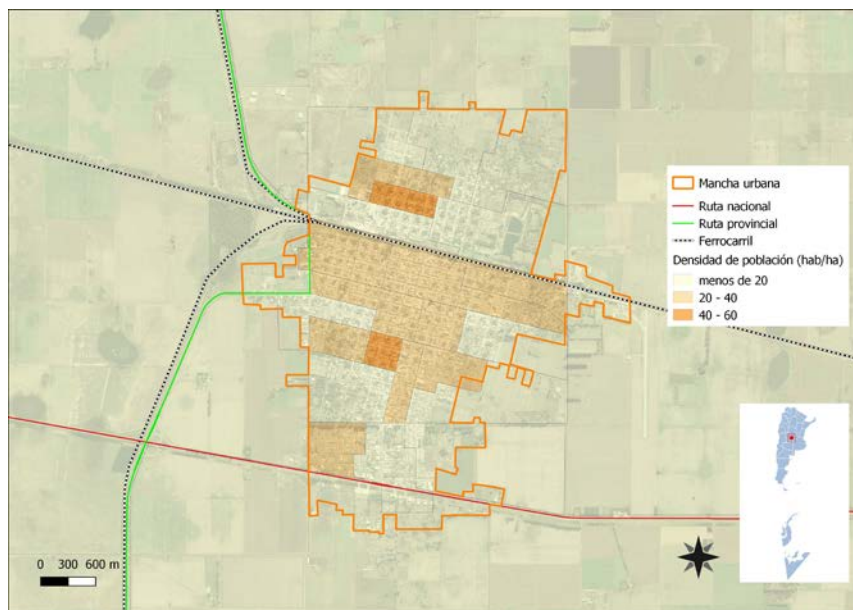 Mancha urbana
Ruta nacional
Ruta provincial
Ferrocarril
Densidad de población (hab/ha)
menos de 20
20 - 40
40 - 60
0 300 600 m